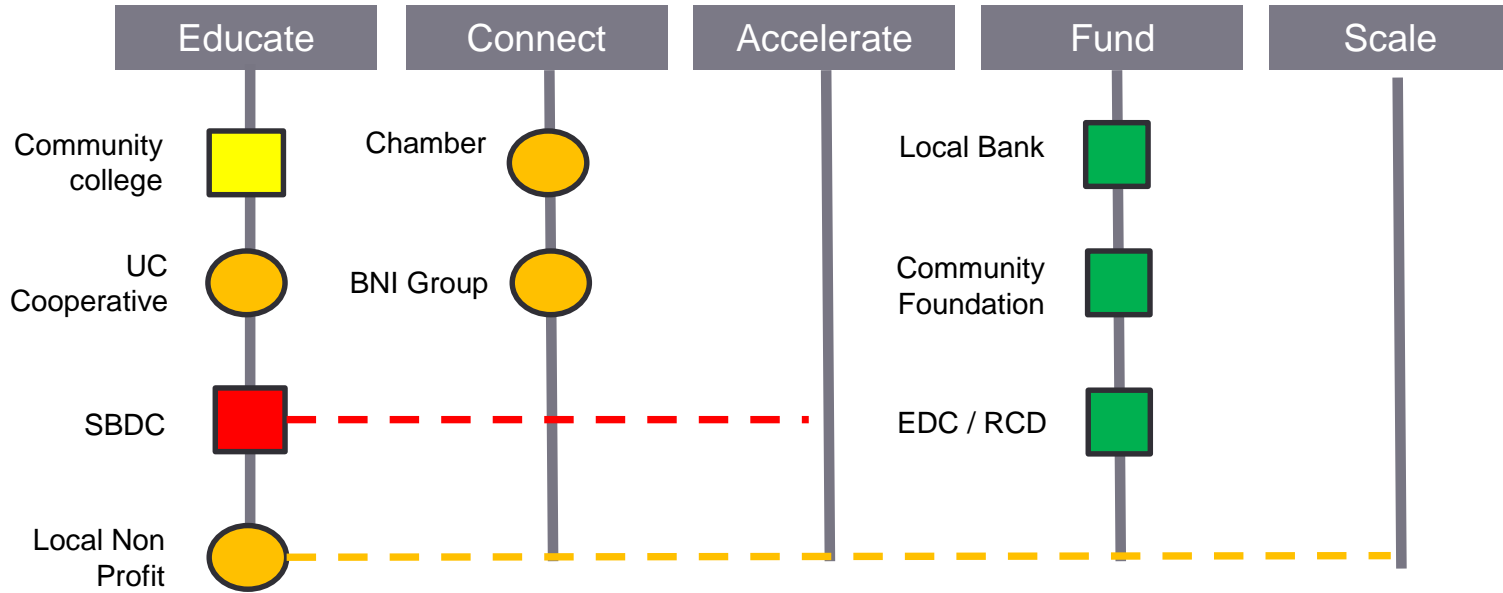 Educate
Connect
Accelerate
Fund
Scale
Community
college
Chamber
Local Bank
UC
Cooperative
BNI Group
Community
Foundation
SBDC
EDC / RCD
Local Non
Profit